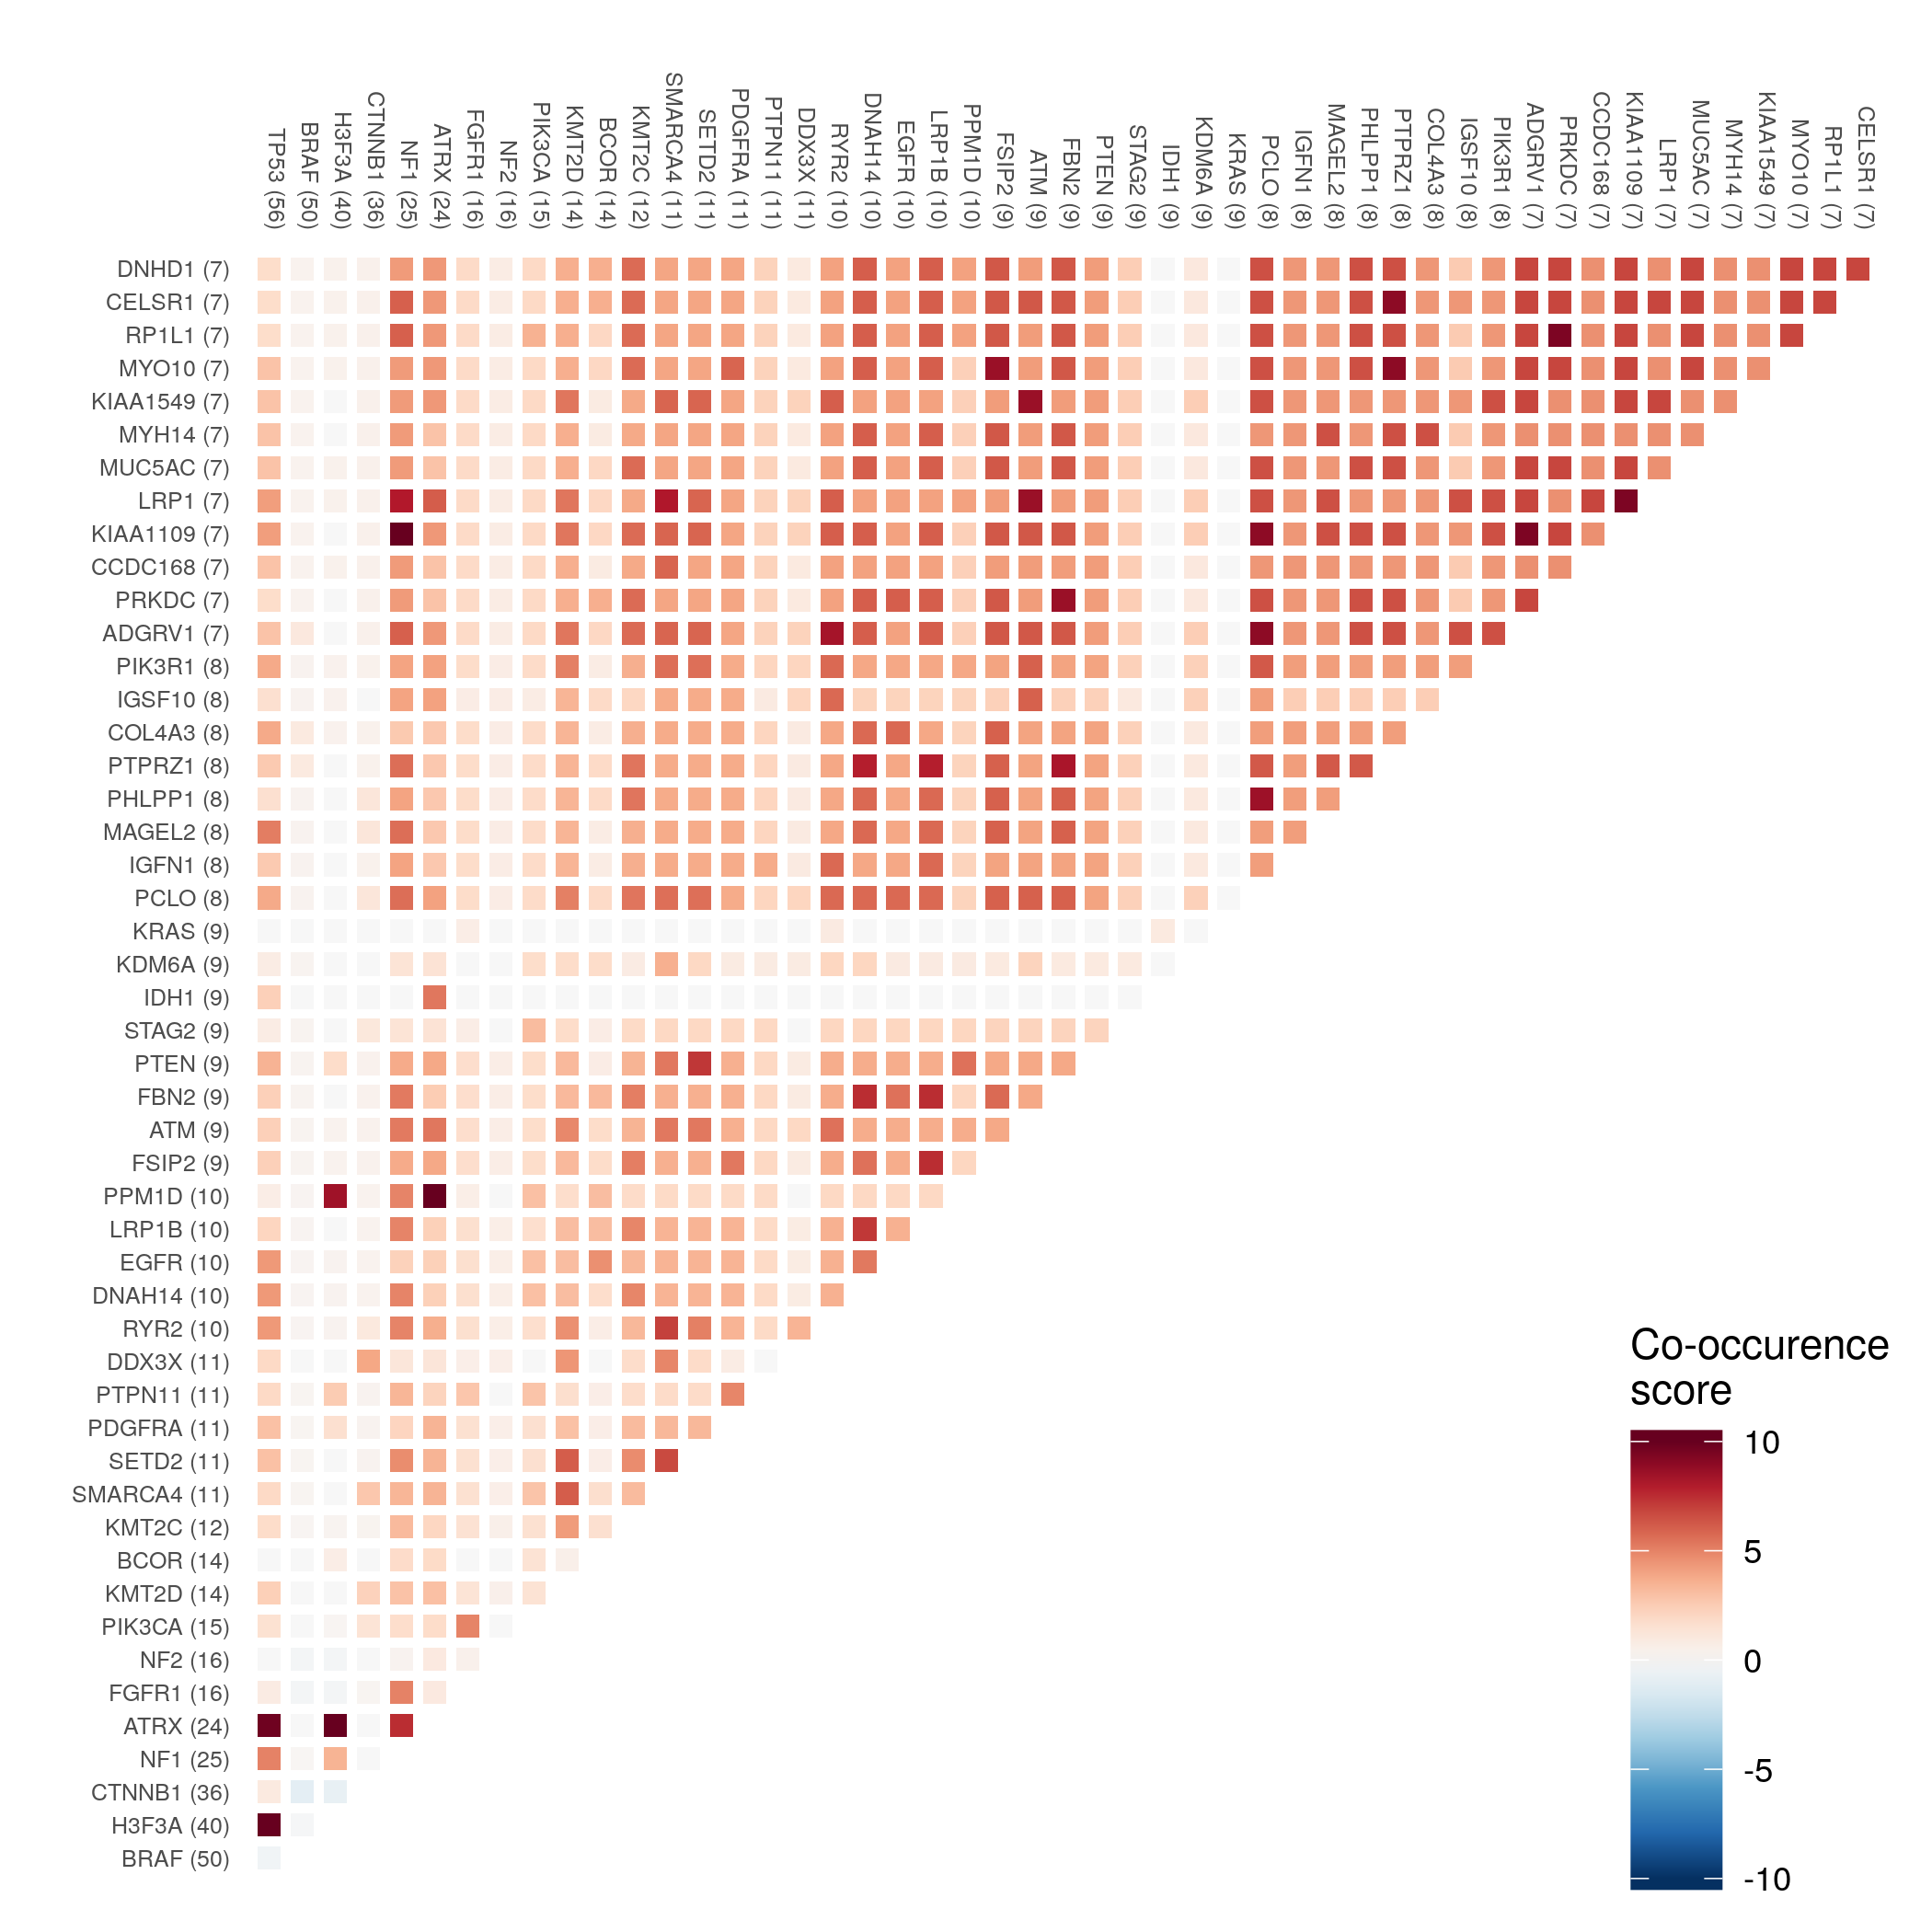 TP53 (56)
BRAF (50)
H3F3A (40)
CTNNB1 (36)
NF1 (25)
ATRX (24)
FGFR1 (16)
NF2 (16)
PIK3CA (15)
KMT2D (14)
BCOR (14)
KMT2C (12)
SMARCA4 (11)
SETD2 (11)
PDGFRA (11)
PTPN11 (11)
DDX3X (11)
RYR2 (10)
DNAH14 (10)
EGFR (10)
LRP1B (10)
PPM1D (10)
FSIP2 (9)
ATM (9)
FBN2 (9)
PTEN (9)
STAG2 (9)
IDH1 (9)
KDM6A (9)
KRAS (9)
PCLO (8)
IGFN1 (8)
MAGEL2 (8)
PHLPP1 (8)
PTPRZ1 (8)
COL4A3 (8)
IGSF10 (8)
PIK3R1 (8)
ADGRV1 (7)
PRKDC (7)
CCDC168 (7)
KIAA1109 (7)
LRP1 (7)
MUC5AC (7)
MYH14 (7)
KIAA1549 (7)
MYO10 (7)
RP1L1 (7)
CELSR1 (7)
DNHD1 (7)
CELSR1 (7)
RP1L1 (7)
MYO10 (7)
KIAA1549 (7)
MYH14 (7)
MUC5AC (7)
LRP1 (7)
KIAA1109 (7)
CCDC168 (7)
PRKDC (7)
ADGRV1 (7)
PIK3R1 (8)
IGSF10 (8)
COL4A3 (8)
PTPRZ1 (8)
PHLPP1 (8)
MAGEL2 (8)
IGFN1 (8)
PCLO (8)
KRAS (9)
KDM6A (9)
IDH1 (9)
STAG2 (9)
PTEN (9)
FBN2 (9)
ATM (9)
FSIP2 (9)
PPM1D (10)
LRP1B (10)
EGFR (10)
DNAH14 (10)
RYR2 (10)
DDX3X (11)
PTPN11 (11)
PDGFRA (11)
SETD2 (11)
SMARCA4 (11)
KMT2C (12)
BCOR (14)
KMT2D (14)
PIK3CA (15)
NF2 (16)
FGFR1 (16)
ATRX (24)
NF1 (25)
CTNNB1 (36)
H3F3A (40)
BRAF (50)
Co-occurence
score
10
5
0
-5
-10